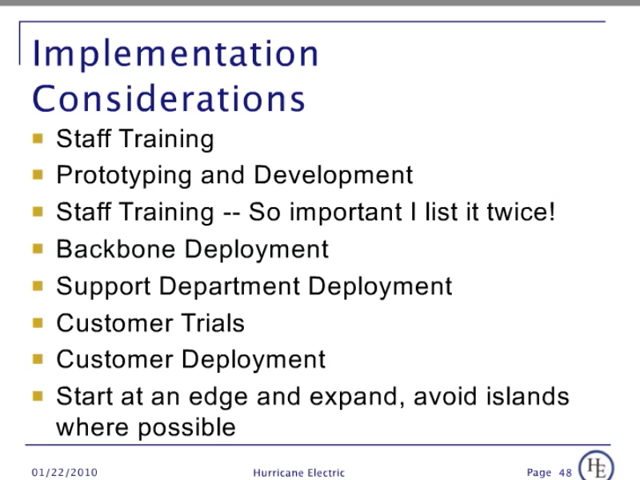 Implementation
Considerations
Staff Training
Prototyping and Development
Staff Training -- So important I list it twice!
Backbone Deployment
Support Department Deployment
Customer Trials
Customer Deployment
Start at an edge and expand, avoid islands
where possible
01/22/2010 Hurricane Electric Page 48 HE